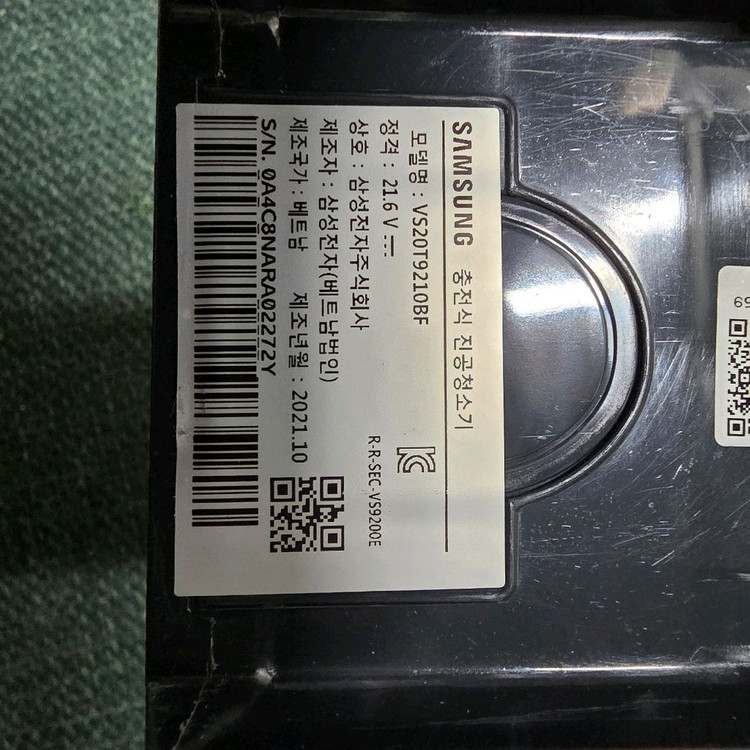 SAMSUNG 충전식 진공청소기
모델명 : VS20T9210BF
정격 : 21.6 V
상호 : 삼성전자주식회사
R-R-SEC-VS9200E
제조자 : 삼성전자(베트남법인)
제조국가 : 베트남 제조년월 : 2021.10
S/N. 0A4C8NARA02272Y
59